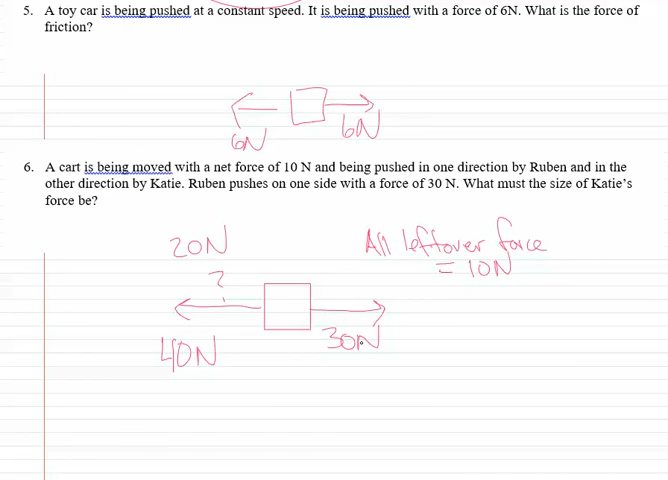 5. A toy car is being pushed at a constant speed. It is being pushed with a force of 6N. What is the force of
friction?
6N
6N
6. A cart is being moved with a net force of 10 N and being pushed in one direction by Ruben and in the
other direction by Katie. Ruben pushes on one side with a force of 30 N. What must the size of Katie's
force be?
20N
All leftover force
= 10N
?
30N
40N